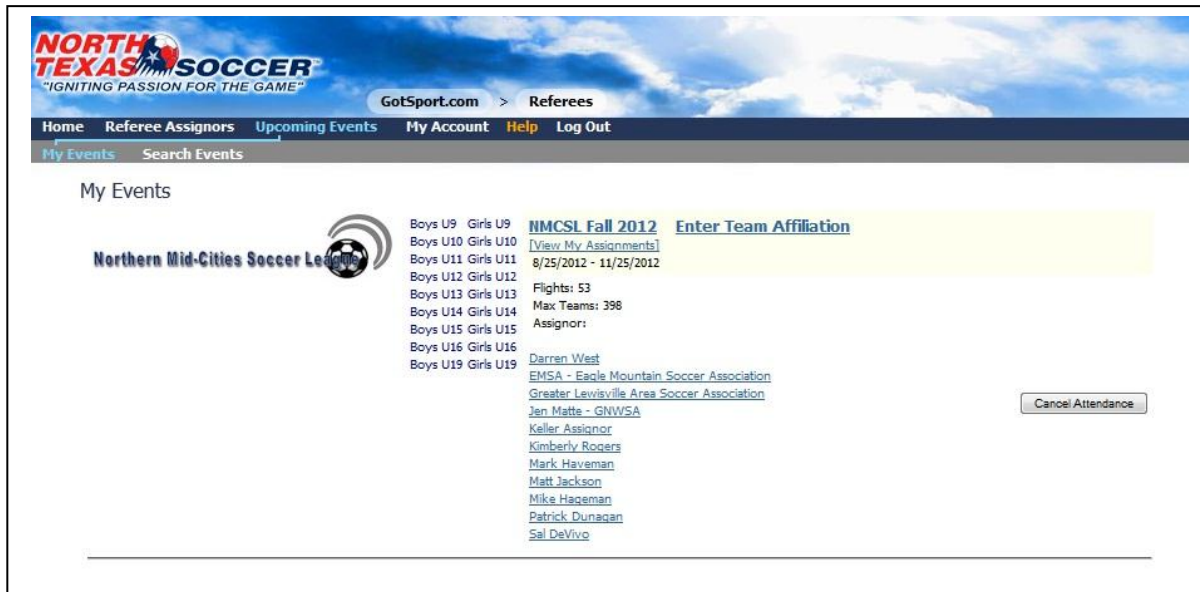 NORTH
TEXAS SOCCER
"IGNITING PASSION FOR THE GAME"
GotSport.com > Referees
Home Referee Assignors Upcoming Events My Account Help Log Out
My Events Search Events
My Events
Northern Mid-Cities Soccer League
Boys U9 Girls U9
Boys U10 Girls U10
Boys U11 Girls U11
Boys U12 Girls U12
Boys U13 Girls U13
Boys U14 Girls U14
Boys U15 Girls U15
Boys U16 Girls U16
Boys U19 Girls U19
NMCSL Fall 2012 Enter Team Affiliation
[View My Assignments]
8/25/2012 - 11/25/2012
Flights: 53
Max Teams: 398
Assignor:
Darren West
EMSA - Eagle Mountain Soccer Association
Greater Lewisville Area Soccer Association
Jen Matte - GNWSA
Keller Assignor
Kimberly Rogers
Mark Haveman
Matt Jackson
Mike Hageman
Patrick Dunagan
Sal DeVivo
Cancel Attendance